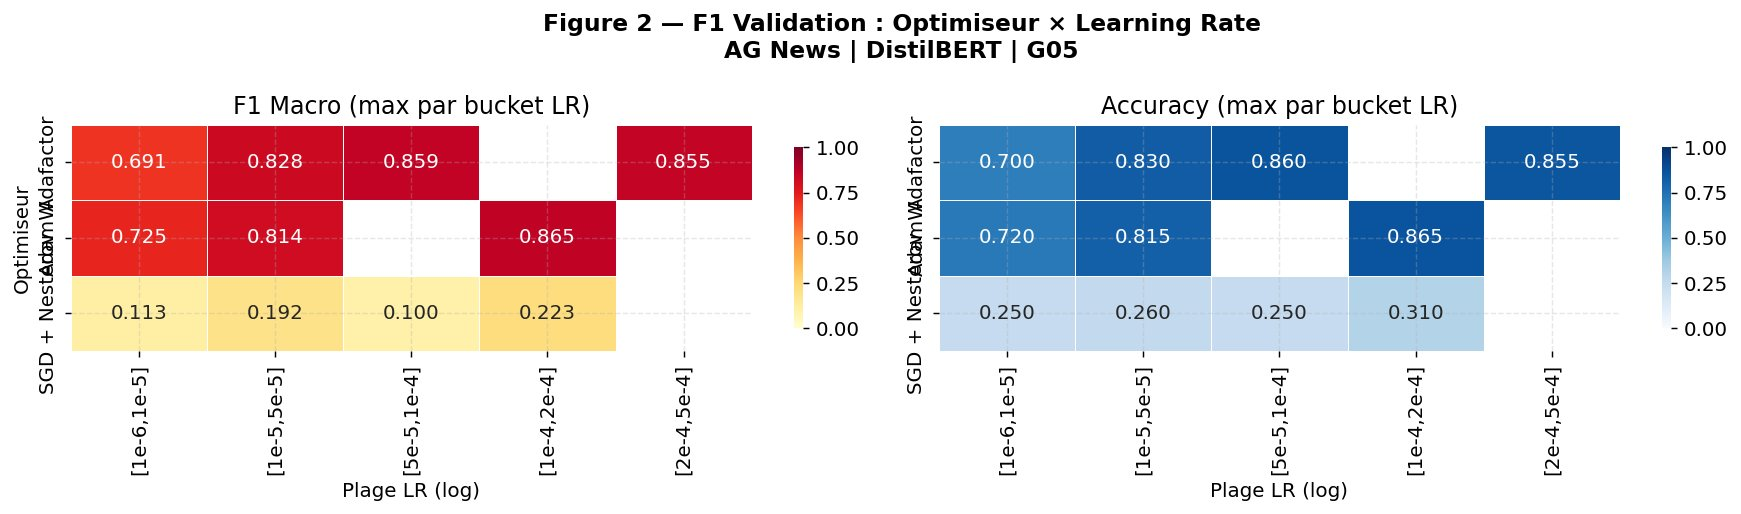 Figure 2 — F1 Validation : Optimiseur × Learning Rate
AG News | DistilBERT | G05
F1 Macro (max par bucket LR)
Optimiseur
Adafactor
AdamW
SGD + Nesterov
0.691 0.828 0.859 0.855
0.725 0.814 0.865
0.113 0.192 0.100 0.223
[1e-6,1e-5]
[1e-5,5e-5]
[5e-5,1e-4]
[1e-4,2e-4]
[2e-4,5e-4]
Plage LR (log)
1.00
0.75
0.50
0.25
0.00
Accuracy (max par bucket LR)
Adafactor
AdamW
SGD + Nesterov
0.700 0.830 0.860 0.855
0.720 0.815 0.865
0.250 0.260 0.250 0.310
[1e-6,1e-5]
[1e-5,5e-5]
[5e-5,1e-4]
[1e-4,2e-4]
[2e-4,5e-4]
Plage LR (log)
1.00
0.75
0.50
0.25
0.00